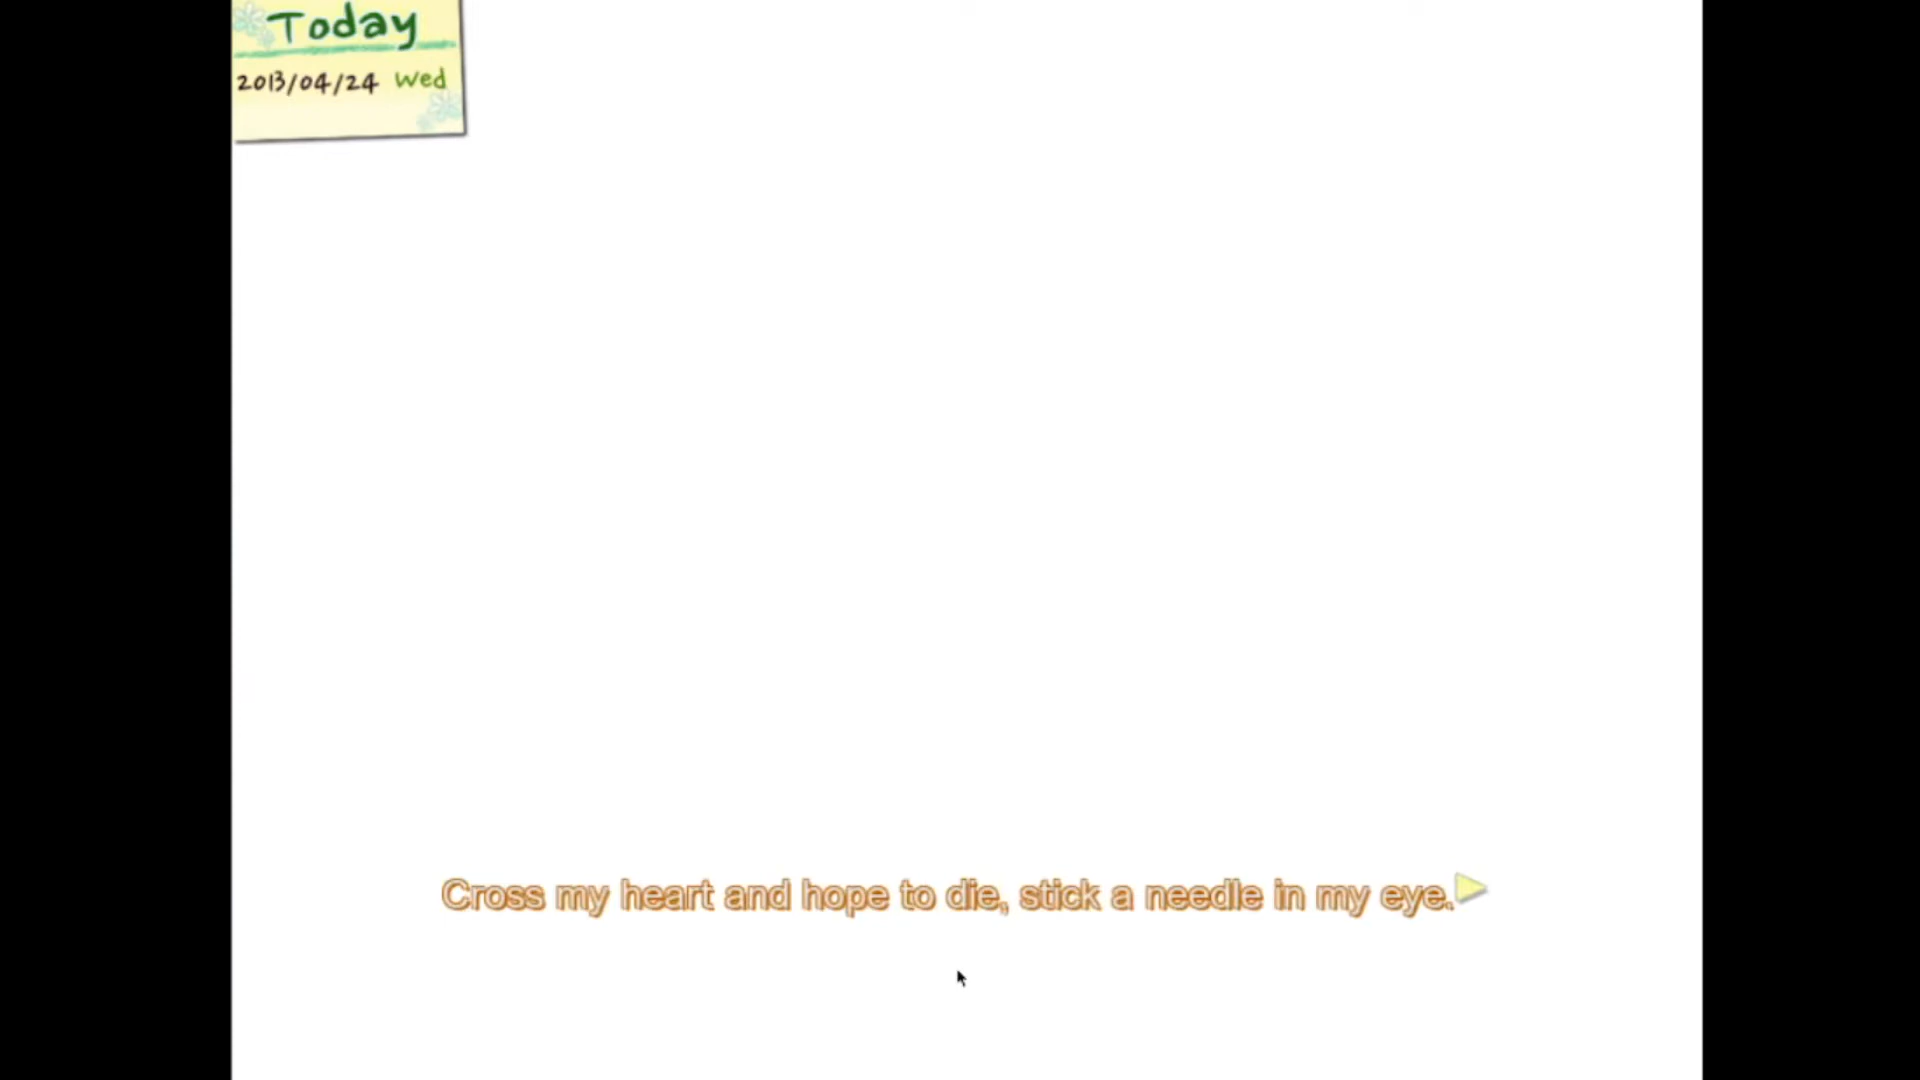 Today
2013/04/24 Wed
Cross my heart and hope to die, stick a needle in my eye.